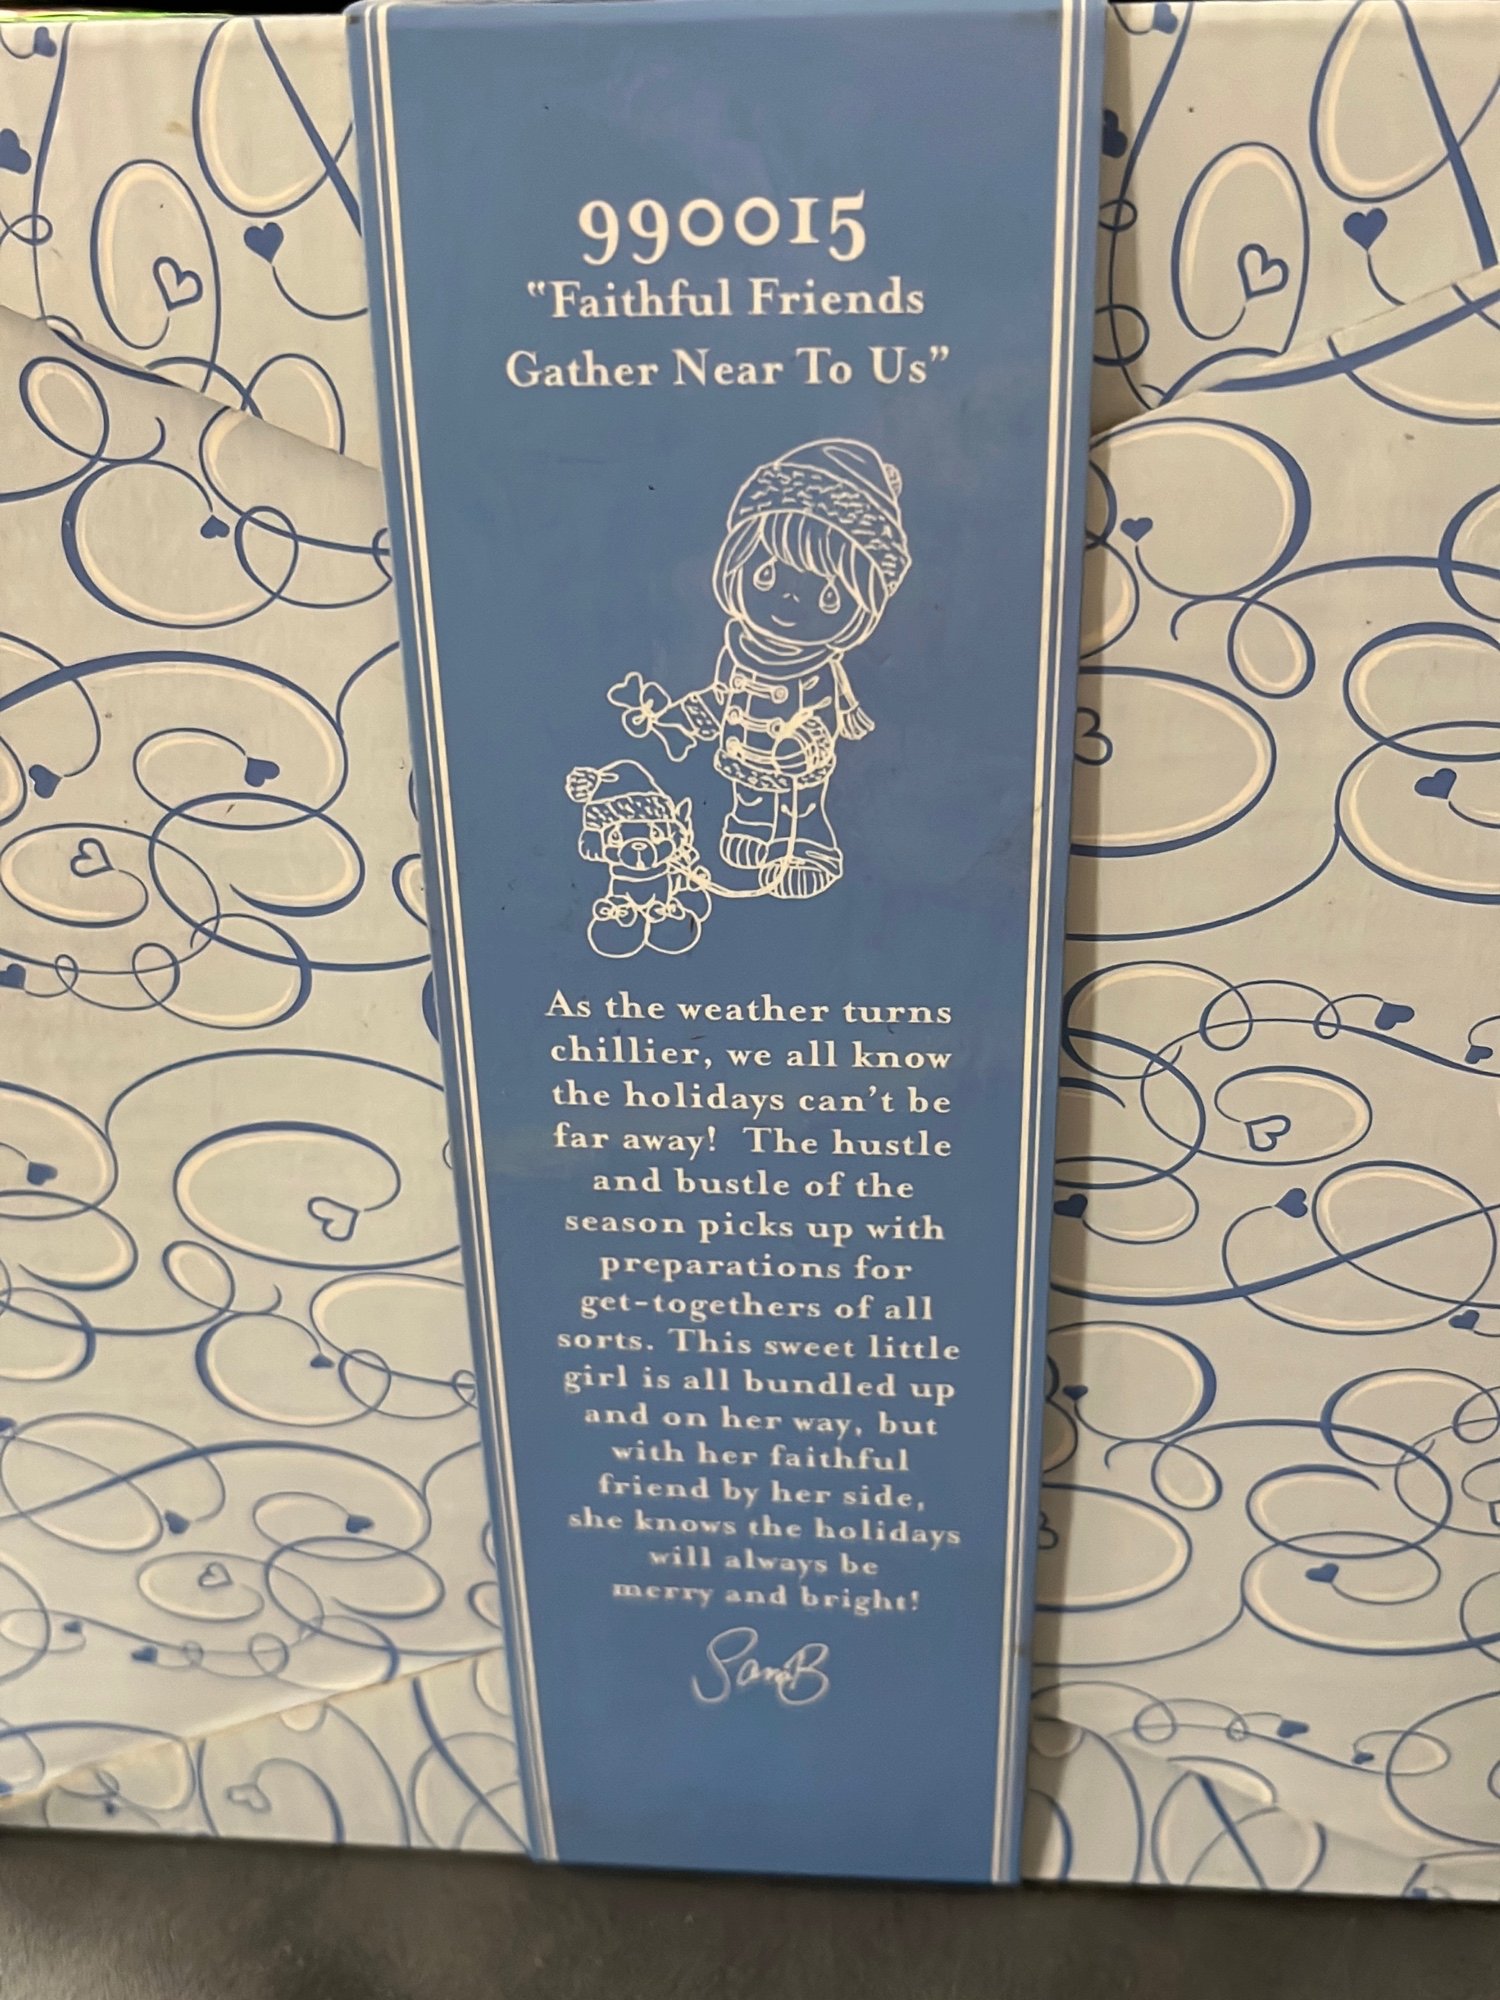 990015
"Faithful Friends
Gather Near To Us"
As the weather turns
chillier, we all know
the holidays can't be
far away! The hustle
and bustle of the
season picks up with
preparations for
get-togethers of all
sorts. This sweet little
girl is all bundled up
and on her way, but
with her faithful
friend by her side,
she knows the holidays
will always be
merry and bright!
SamB